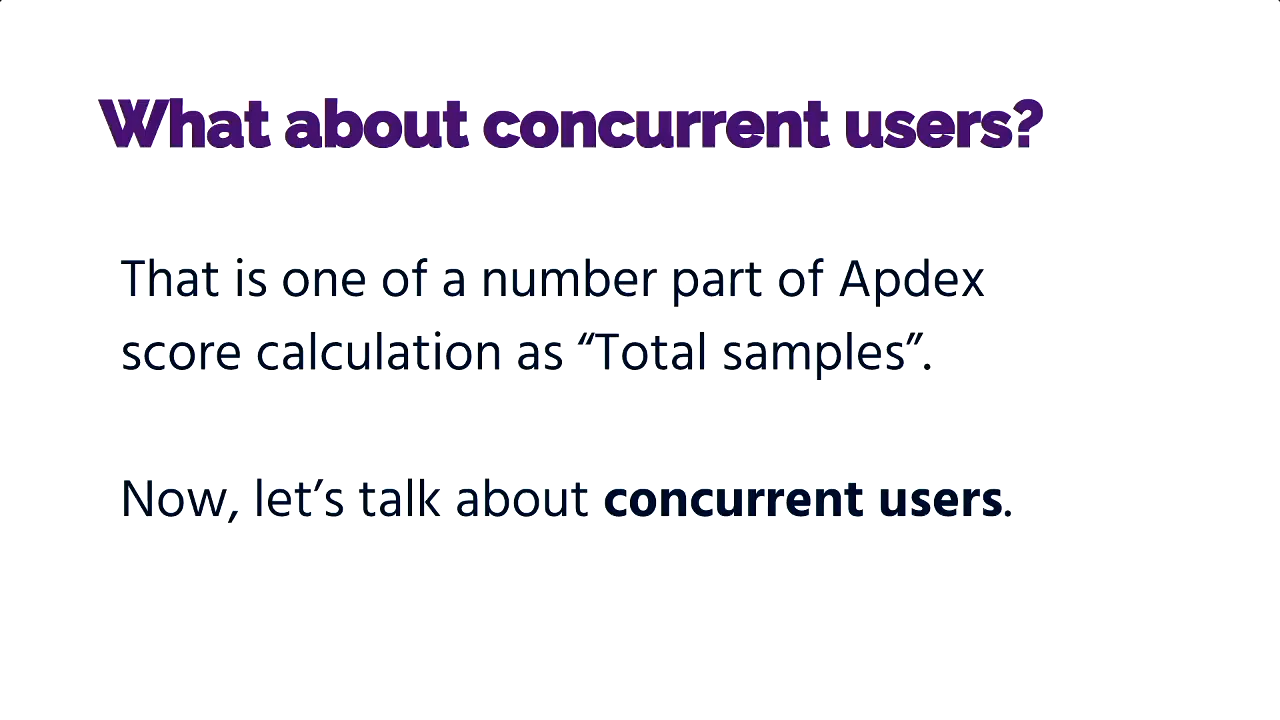 What about concurrent users?
That is one of a number part of Apdex
score calculation as “Total samples”.
Now, let’s talk about concurrent users.